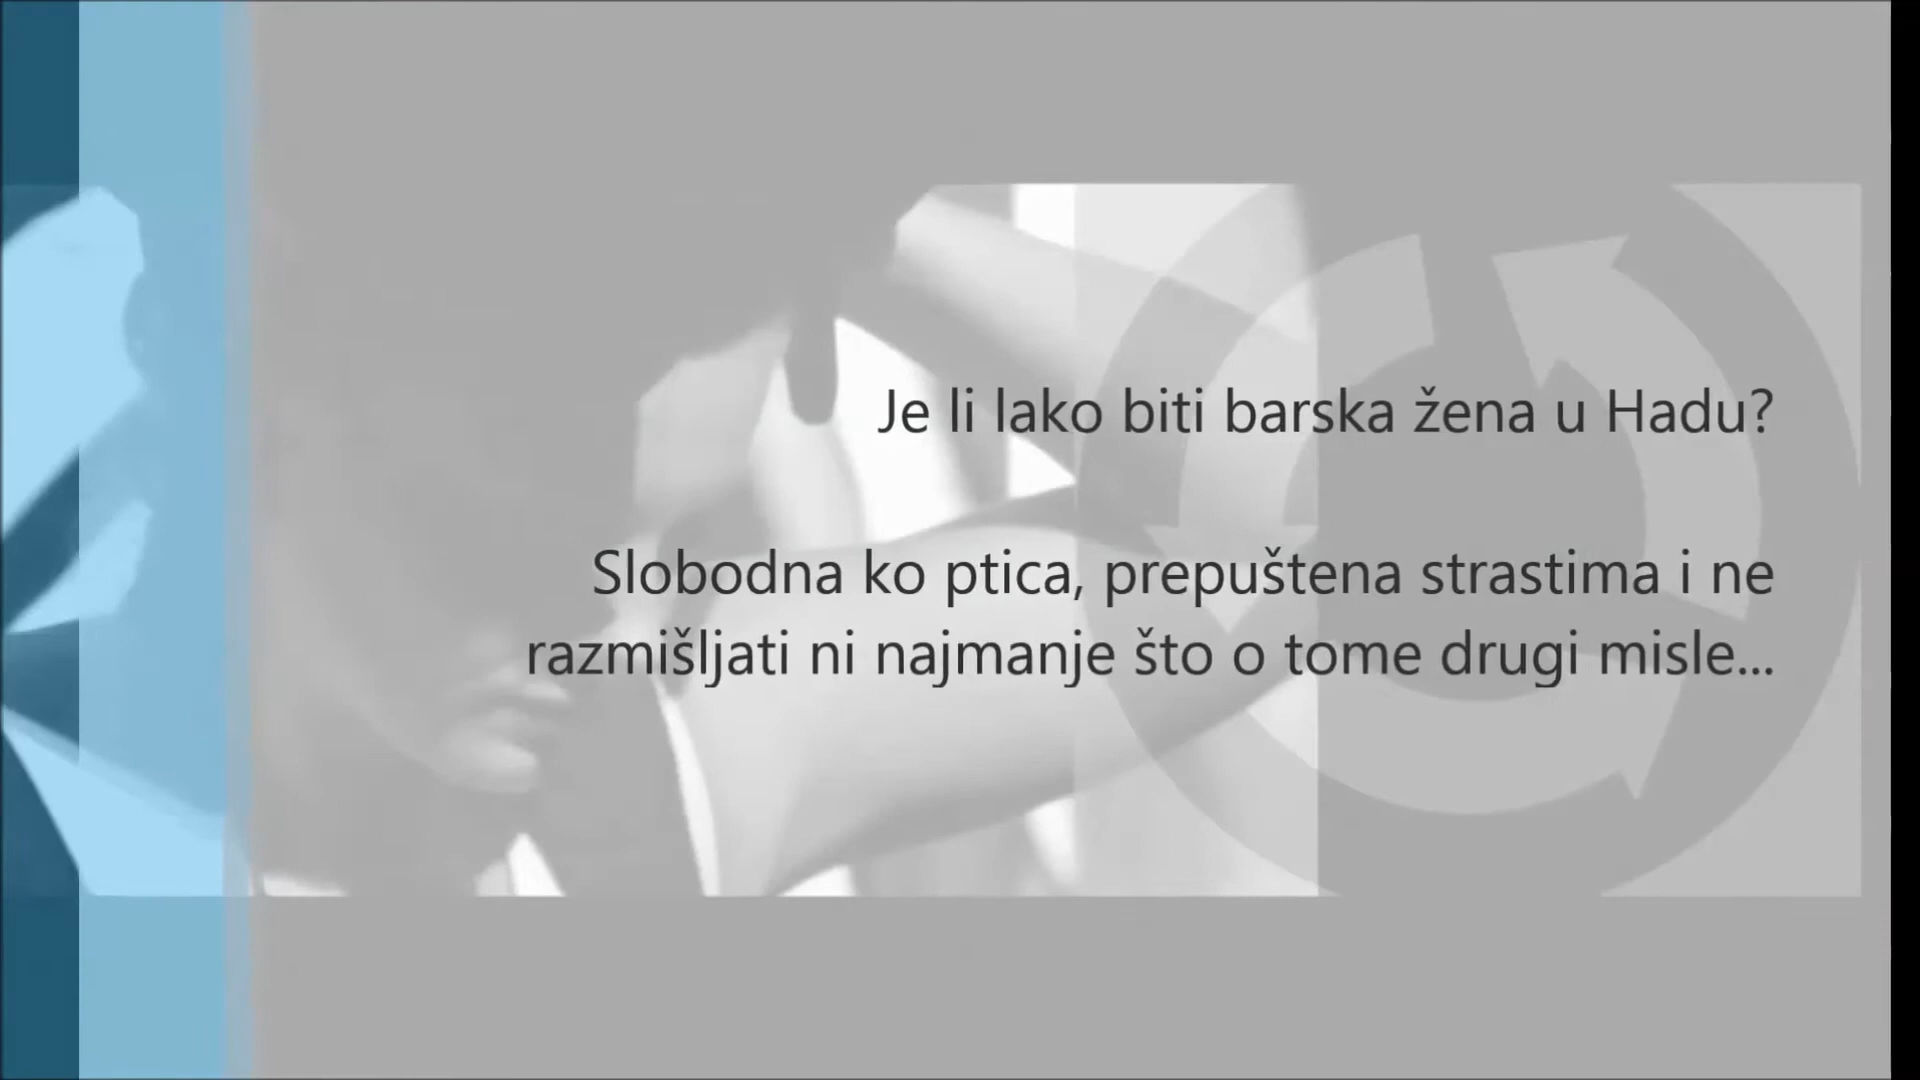 Je li lako biti barska žena u Hadu?
Slobodna ko ptica, prepuštena strastima i ne
razmišljati ni najmanje što o tome drugi misle...